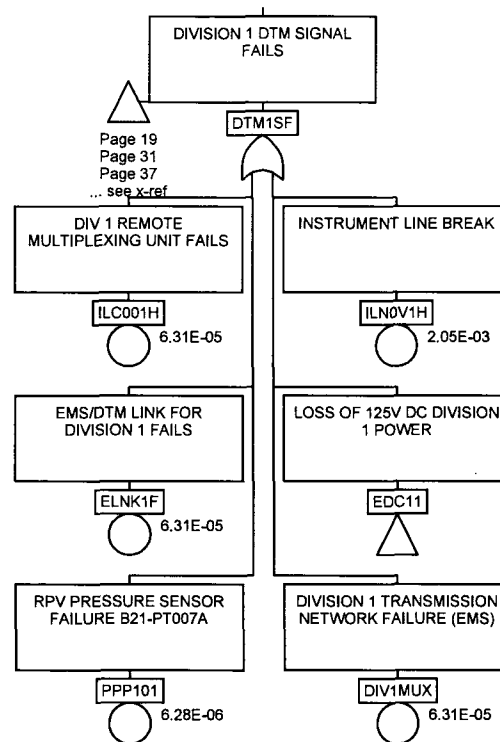 DIVISION 1 DTM SIGNAL
FAILS
DTM1SF
Page 19
Page 31
Page 37
... see x-ref
DIV 1 REMOTE
MULTIPLEXING UNIT FAILS
ILC001H
6.31E-05
INSTRUMENT LINE BREAK
ILN0V1H
2.05E-03
EMS/DTM LINK FOR
DIVISION 1 FAILS
ELNK1F
6.31E-05
LOSS OF 125V DC DIVISION
1 POWER
EDC11
RPV PRESSURE SENSOR
FAILURE B21-PT007A
PPP101
6.28E-06
DIVISION 1 TRANSMISSION
NETWORK FAILURE (EMS)
DIV1MUX
6.31E-05